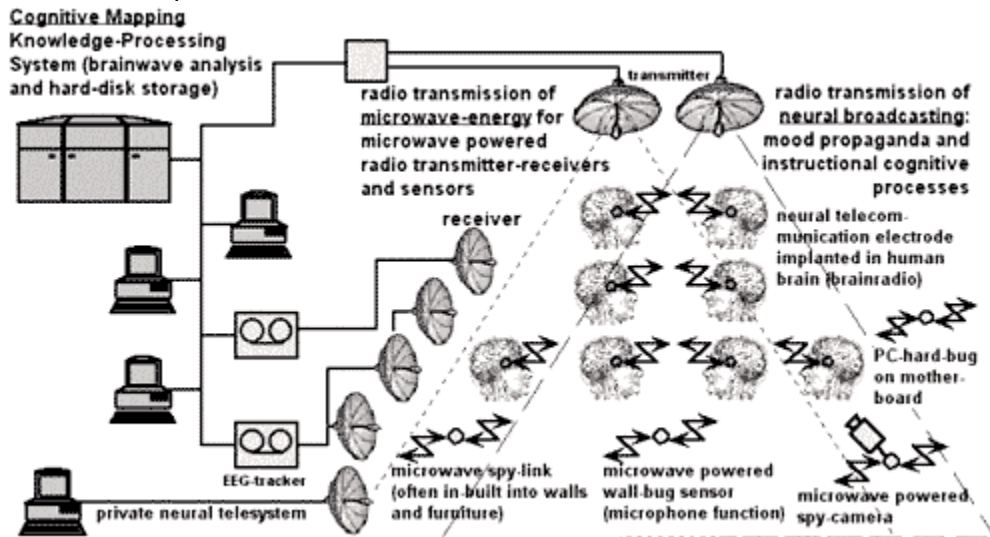 Cognitive Mapping
Knowledge-Processing
System (brainwave analysis
and hard-disk storage)
transmitter
radio transmission of
microwave-energy for
microwave powered
radio transmitter-receivers
and sensors
radio transmission of
neural broadcasting:
mood propaganda and
instructional cognitive
processes
receiver
neural telecom-
munication electrode
implanted in human
brain (brainradio)
PC-hard-bug
on mother-
board
EEG-tracker
microwave spy-link
(often in-built into walls
and furniture)
microwave powered
wall-bug sensor
(microphone function)
microwave powered
spy-camera
private neural telesystem